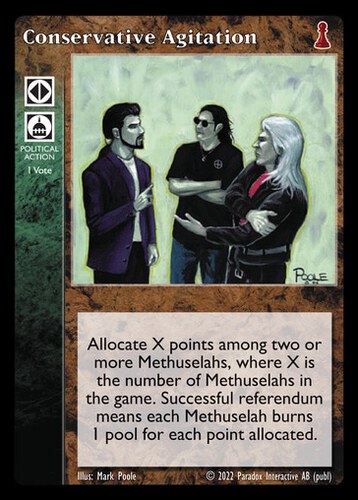 Conservative Agitation
POLITICAL
ACTION
1 Vote
POOLE
Allocate X points among two or
more Methuselahs, where X is
the number of Methuselahs in
the game. Successful referendum
means each Methuselah burns
1 pool for each point allocated.
Illus: Mark Poole © 2022 Paradox Interactive AB (publ)